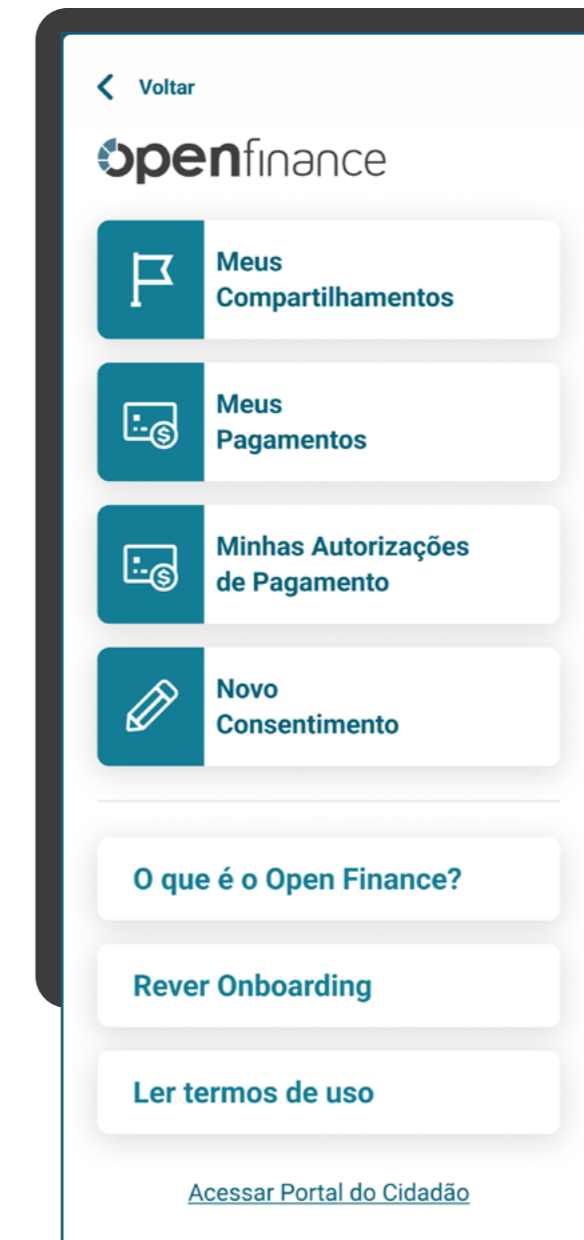 Voltar
openfinance
Meus
Compartilhamentos
Meus
Pagamentos
Minhas Autorizações
de Pagamento
Novo
Consentimento
O que é o Open Finance?
Rever Onboarding
Ler termos de uso
Acessar Portal do Cidadão